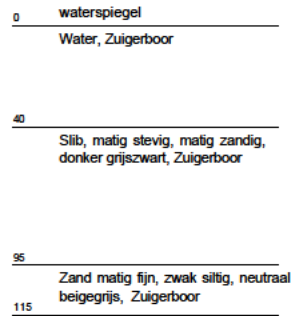 0 waterspiegel
Water, Zuigerboor
40
Slib, matig stevig, matig zandig,
donker grijszwart, Zuigerboor
95
Zand matig fijn, zwak siltig, neutraal
beigegrijs, Zuigerboor
115